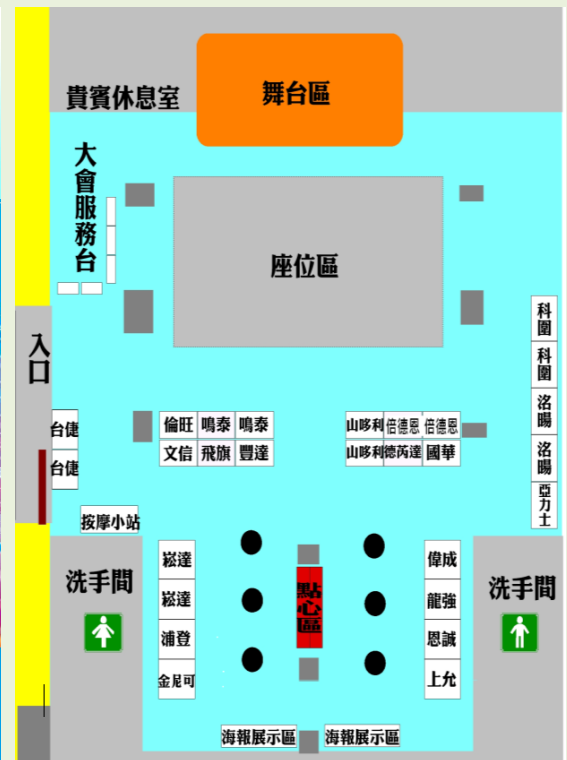 舞台區
貴賓休息室
大會服務台
座位區
入口
科園
科園
洺暘
洺暘
亞力士
台倢
台倢
倫旺 鳴泰 鳴泰
文信 飛旗 豐達
山哆利 倍德恩 倍德恩
山哆利 德芮達 國華
按摩小站
洗手間
崧達
崧達
浦登
金尼可
點心區
偉成
龍強
恩誠
上允
洗手間
海報展示區
海報展示區